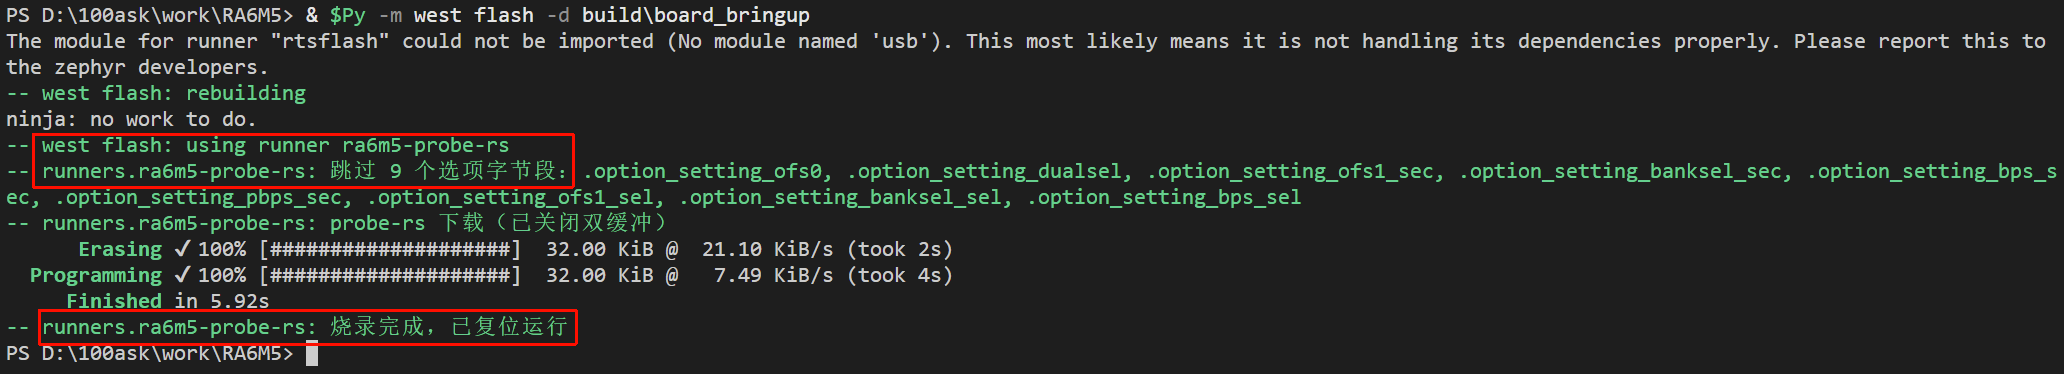 PS D:\100ask\work\RA6M5> & $Py -m west flash -d build\board_bringup
The module for runner "rtsflash" could not be imported (No module named 'usb'). This most likely means it is not handling its dependencies properly. Please report this to
the zephyr developers.
-- west flash: rebuilding
ninja: no work to do.
-- west flash: using runner ra6m5-probe-rs
-- runners.ra6m5-probe-rs: 跳过 9 个选项字节段: .option_setting_ofs0, .option_setting_dualsel, .option_setting_ofs1_sec, .option_setting_banksel_sec, .option_setting_bps_s
ec, .option_setting_pbps_sec, .option_setting_ofs1_sel, .option_setting_banksel_sel, .option_setting_bps_sel
-- runners.ra6m5-probe-rs: probe-rs 下载（已关闭双缓冲）
Erasing ✔ 100% [####################]  32.00 KiB @  21.10 KiB/s (took 2s)
Programming ✔ 100% [####################]  32.00 KiB @   7.49 KiB/s (took 4s)
Finished in 5.92s
-- runners.ra6m5-probe-rs: 烧录完成，已复位运行
PS D:\100ask\work\RA6M5>